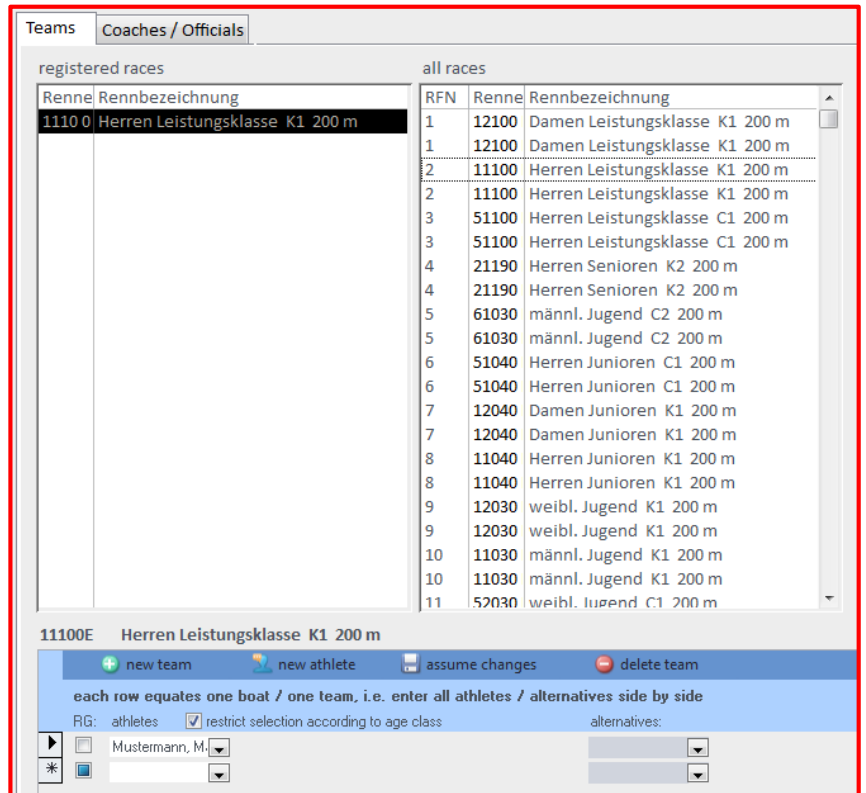 Teams Coaches / Officials
registered races all races
Renne Rennbezeichnung
1110 0 Herren Leistungsklasse K1 200 m
RFN Renne Rennbezeichnung
1 12100 Damen Leistungsklasse K1 200 m
1 12100 Damen Leistungsklasse K1 200 m
2 11100 Herren Leistungsklasse K1 200 m
2 11100 Herren Leistungsklasse K1 200 m
3 51100 Herren Leistungsklasse C1 200 m
3 51100 Herren Leistungsklasse C1 200 m
4 21190 Herren Senioren K2 200 m
4 21190 Herren Senioren K2 200 m
5 61030 männl. Jugend C2 200 m
5 61030 männl. Jugend C2 200 m
6 51040 Herren Junioren C1 200 m
6 51040 Herren Junioren C1 200 m
7 12040 Damen Junioren K1 200 m
7 12040 Damen Junioren K1 200 m
8 11040 Herren Junioren K1 200 m
8 11040 Herren Junioren K1 200 m
9 12030 weibl. Jugend K1 200 m
9 12030 weibl. Jugend K1 200 m
10 11030 männl. Jugend K1 200 m
10 11030 männl. Jugend K1 200 m
11 52030 weibl. Jugend C1 200 m
11100E Herren Leistungsklasse K1 200 m
new team new athlete assume changes delete team
each row equates one boat / one team, i.e. enter all athletes / alternatives side by side
RG: athletes restrict selection according to age class alternatives:
Mustermann, M